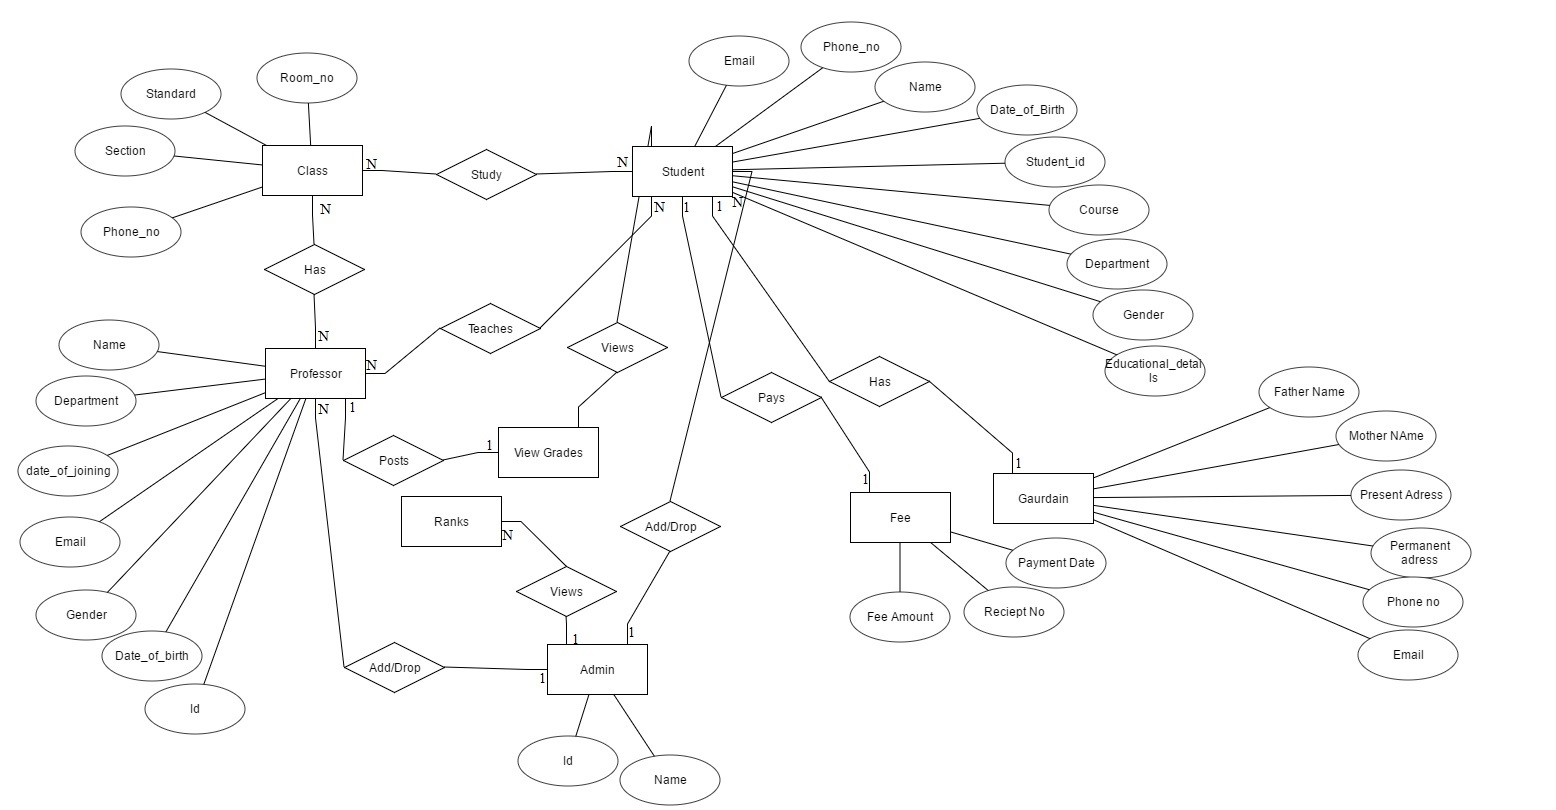 Phone_no
Email
Room_no
Name
Standard
Date_of_Birth
Section
Class
N
Study
N
Student
Student_id
N
N
1
1
N
Course
Phone_no
Has
Department
Gender
N
Teaches
Views
Name
Educational_detai
ls
Professor
N
Has
Pays
Father Name
Department
N
1
Mother NAme
Posts
1
View Grades
1
1
date_of_joining
Gaurdain
Present Adress
Ranks
N
Add/Drop
Fee
Email
Permanent
adress
Payment Date
Views
Phone no
Gender
Fee Amount
Reciept No
1
1
Date_of_birth
Add/Drop
1
Admin
Email
Id
Id
Name